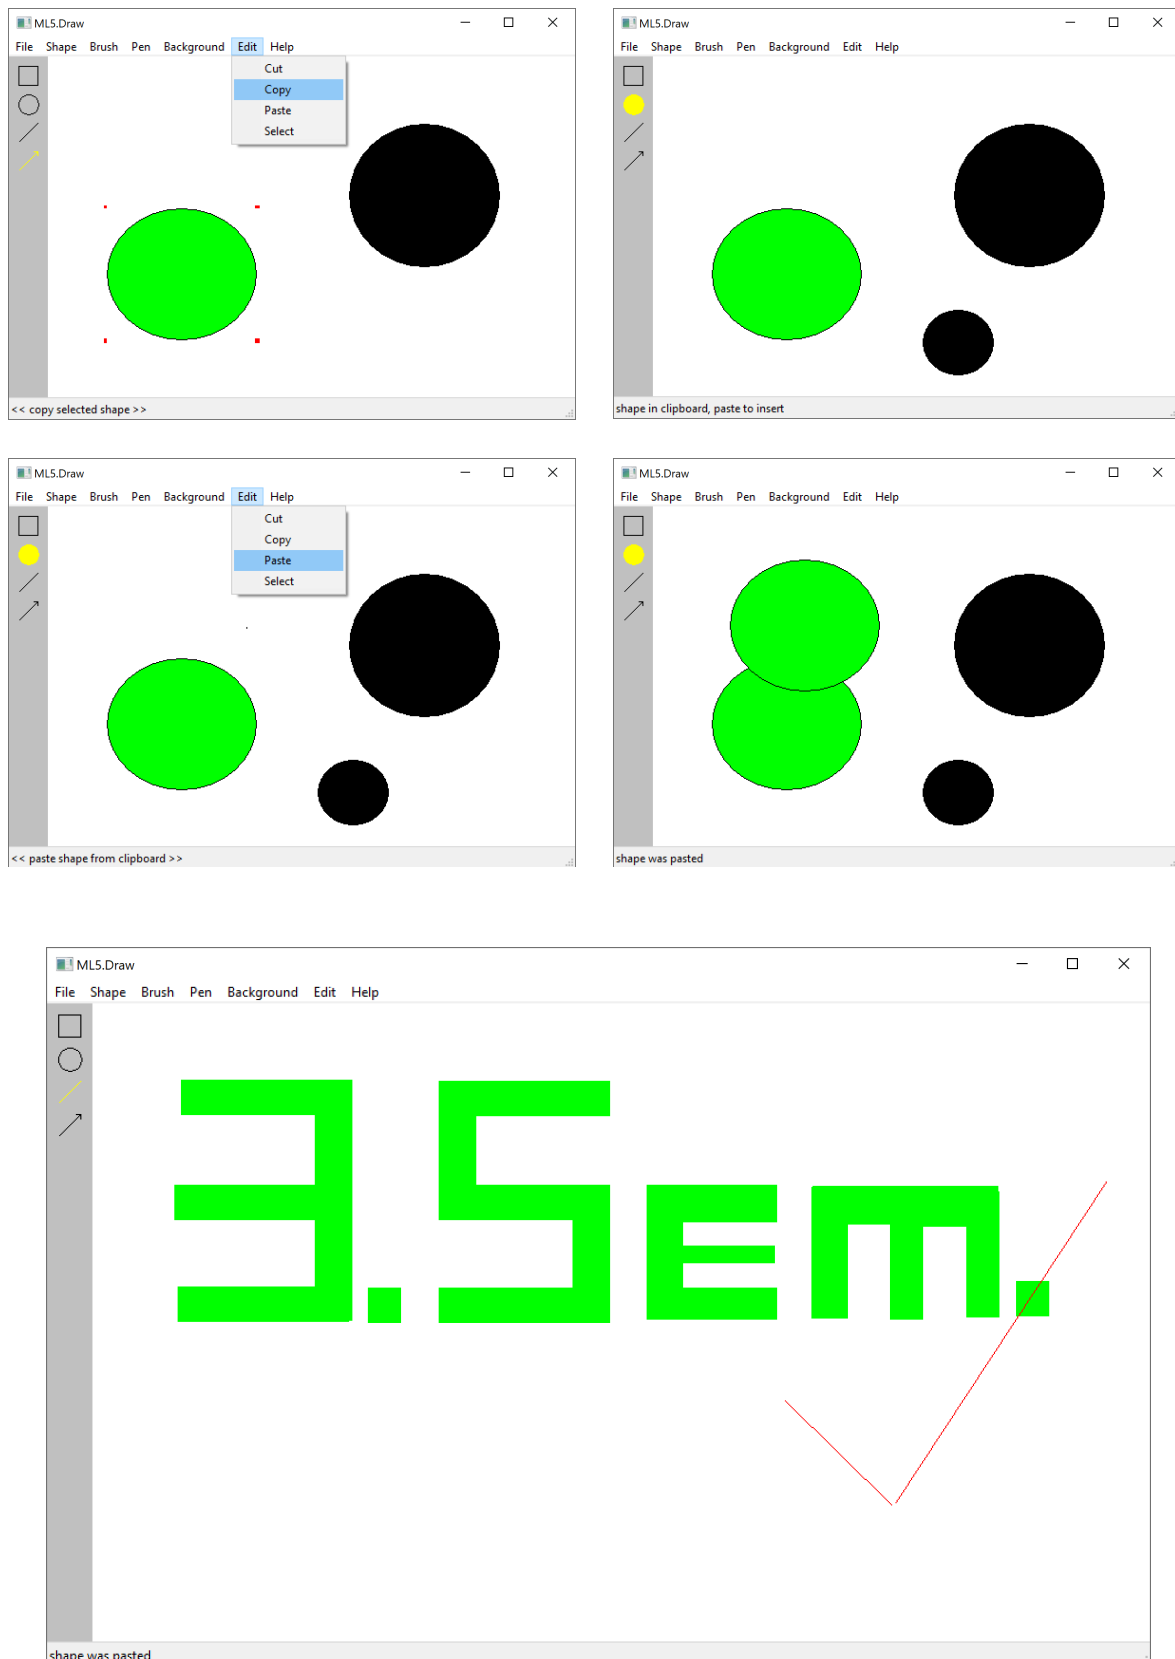 ML5.Draw
File Shape Brush Pen Background Edit Help
Cut
Copy
Paste
Select
<< copy selected shape >>
ML5.Draw
File Shape Brush Pen Background Edit Help
shape in clipboard, paste to insert
ML5.Draw
File Shape Brush Pen Background Edit Help
Cut
Copy
Paste
Select
<< paste shape from clipboard >>
ML5.Draw
File Shape Brush Pen Background Edit Help
shape was pasted
ML5.Draw
File Shape Brush Pen Background Edit Help
3.Sem.
shape was pasted